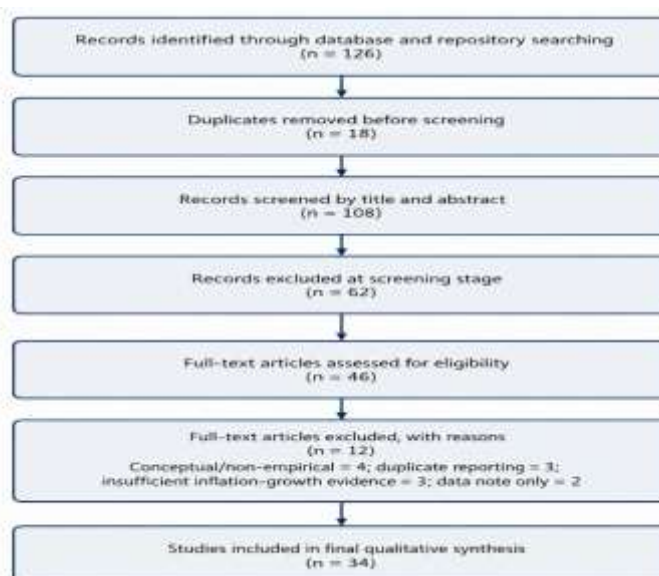 Records identified through database and repository searching
(n = 126)
Duplicates removed before screening
(n = 18)
Records screened by title and abstract
(n = 108)
Records excluded at screening stage
(n = 62)
Full-text articles assessed for eligibility
(n = 46)
Full-text articles excluded, with reasons
(n = 12)
Conceptual/non-empirical = 4; duplicate reporting = 3;
insufficient inflation-growth evidence = 3; data note only = 2
Studies included in final qualitative synthesis
(n = 34)